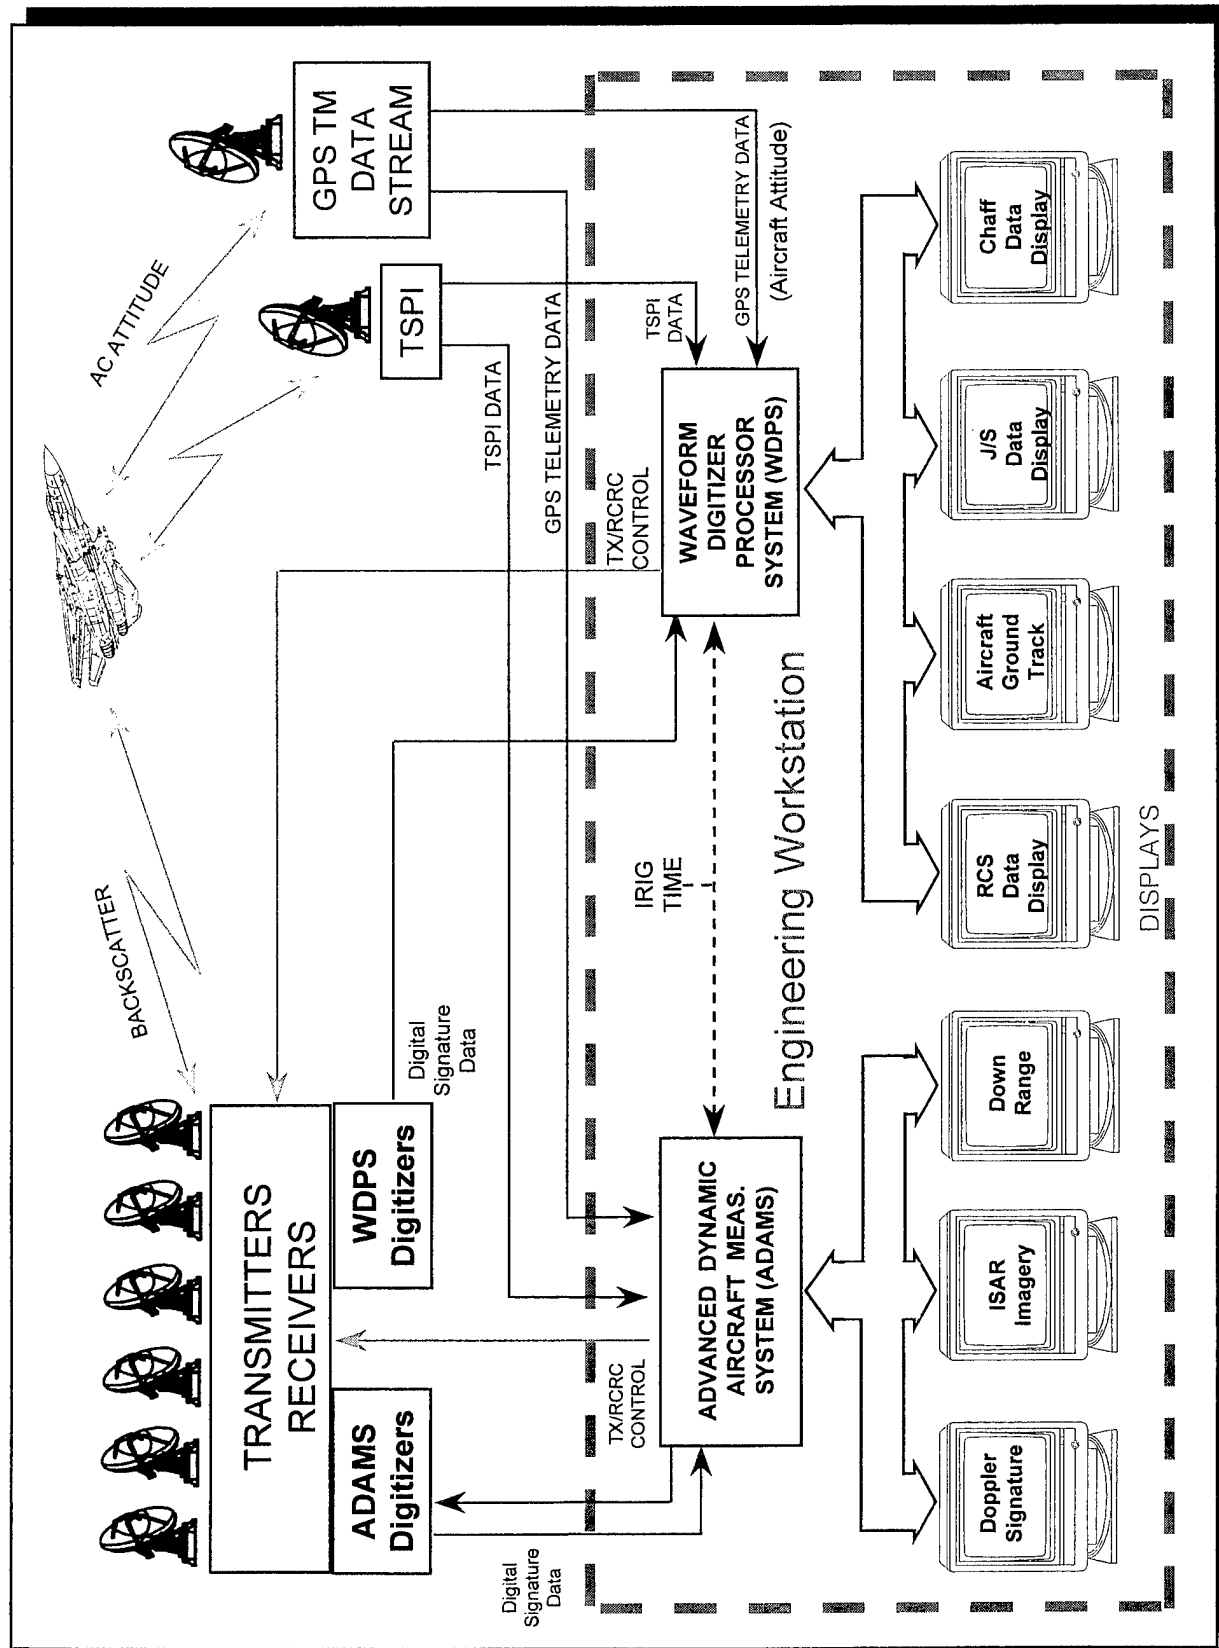 BACKSCATTER
AC ATTITUDE
TRANSMITTERS
RECEIVERS
ADAMS
Digitizers
WDPS
Digitizers
TSPI
GPS TM
DATA
STREAM
Digital
Signature
Data
Digital
Signature
Data
TSPI DATA
GPS TELEMETRY DATA
TX/RCRC
CONTROL
TX/RCRC
CONTROL
IRIG
TIME
TSPI
DATA
GPS TELEMETRY DATA
(Aircraft Attitude)
ADVANCED DYNAMIC
AIRCRAFT MEAS.
SYSTEM (ADAMS)
WAVEFORM
DIGITIZER
PROCESSOR
SYSTEM (WDPS)
Engineering Workstation
Doppler
Signature
ISAR
Imagery
Down
Range
RCS
Data
Display
Aircraft
Ground
Track
J/S
Data
Display
Chaff
Data
Display
DISPLAYS